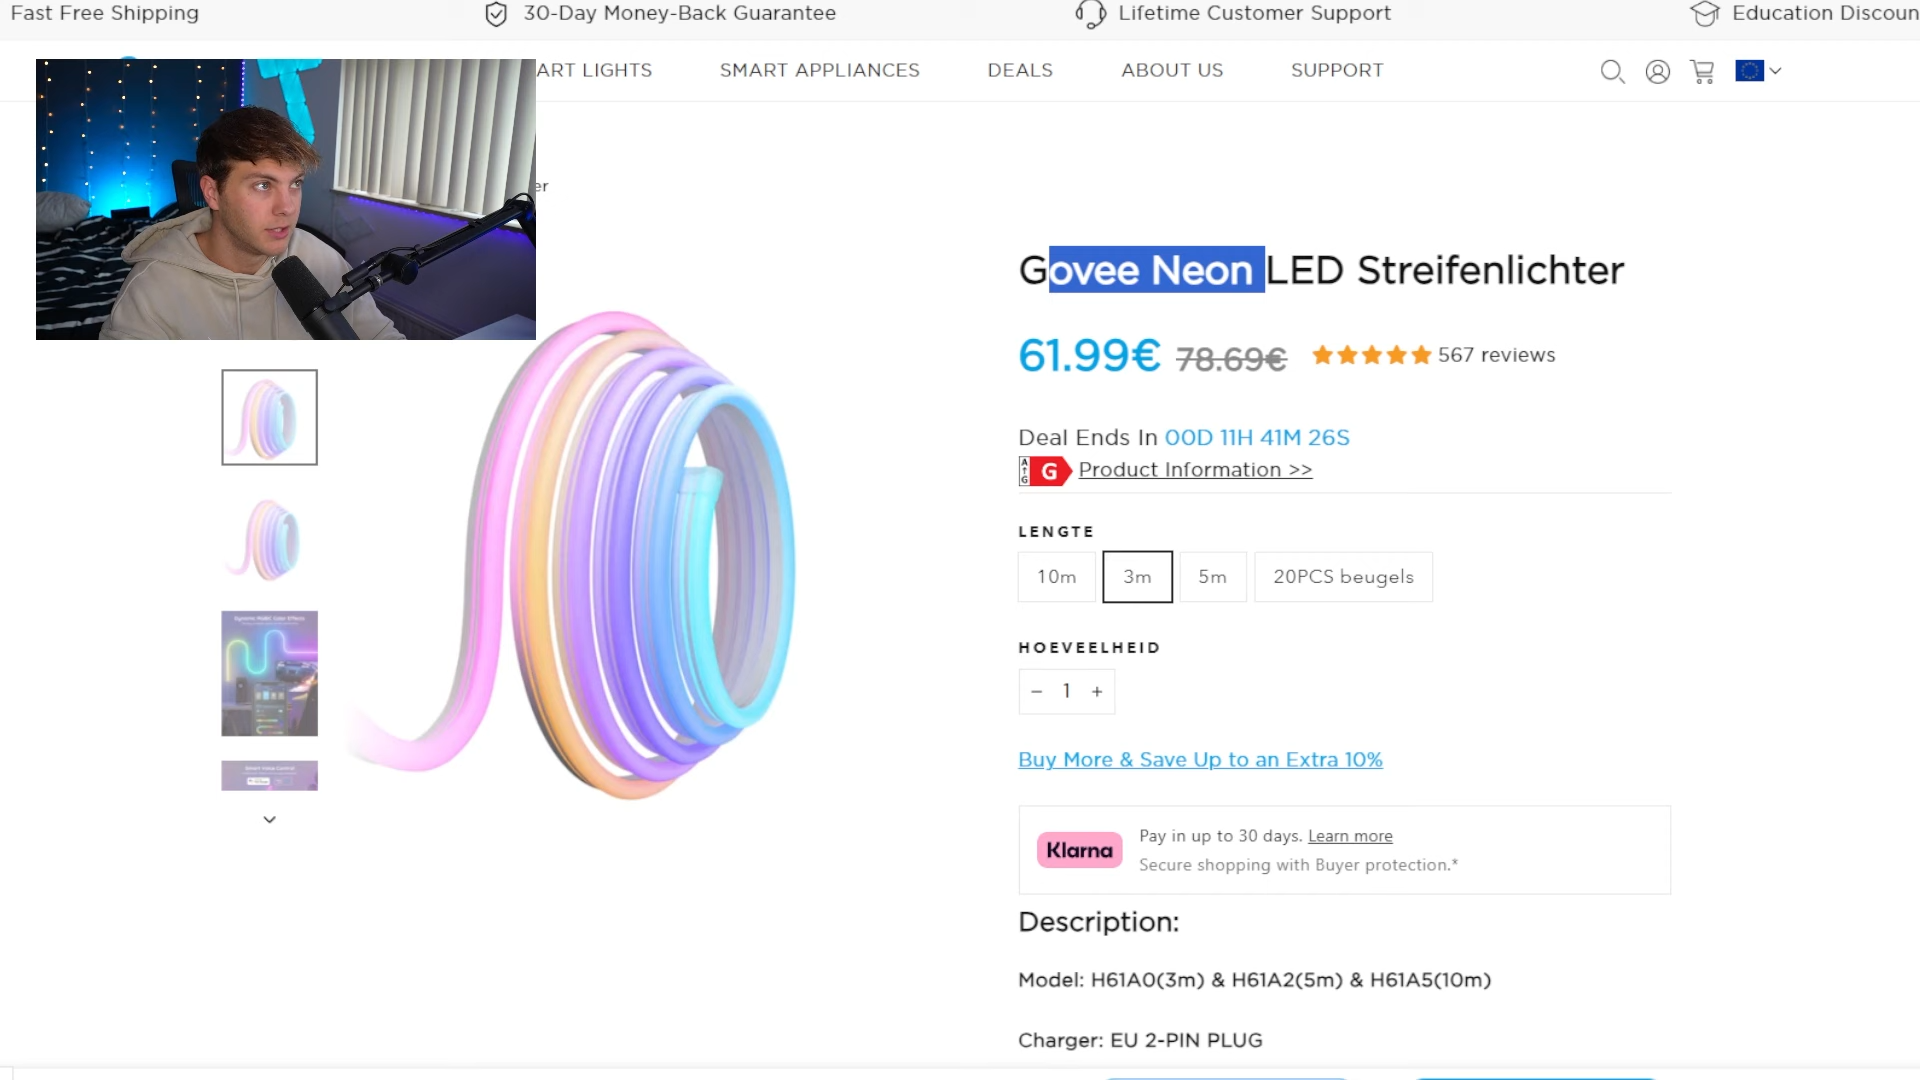 Fast Free Shipping
30-Day Money-Back Guarantee
Lifetime Customer Support
Education Discoun
ART LIGHTS
SMART APPLIANCES
DEALS
ABOUT US
SUPPORT
er
Govee Neon LED Streifenlichter
61.99€ 78.69€ 567 reviews
Deal Ends In 00D 11H 41M 26S
A G G Product Information >>
LENGTE
10m
3m
5m
20PCS beugels
HOEVEELHEID
− 1 +
Buy More & Save Up to an Extra 10%
Klarna
Pay in up to 30 days. Learn more
Secure shopping with Buyer protection.*
Description:
Model: H61A0(3m) & H61A2(5m) & H61A5(10m)
Charger: EU 2-PIN PLUG